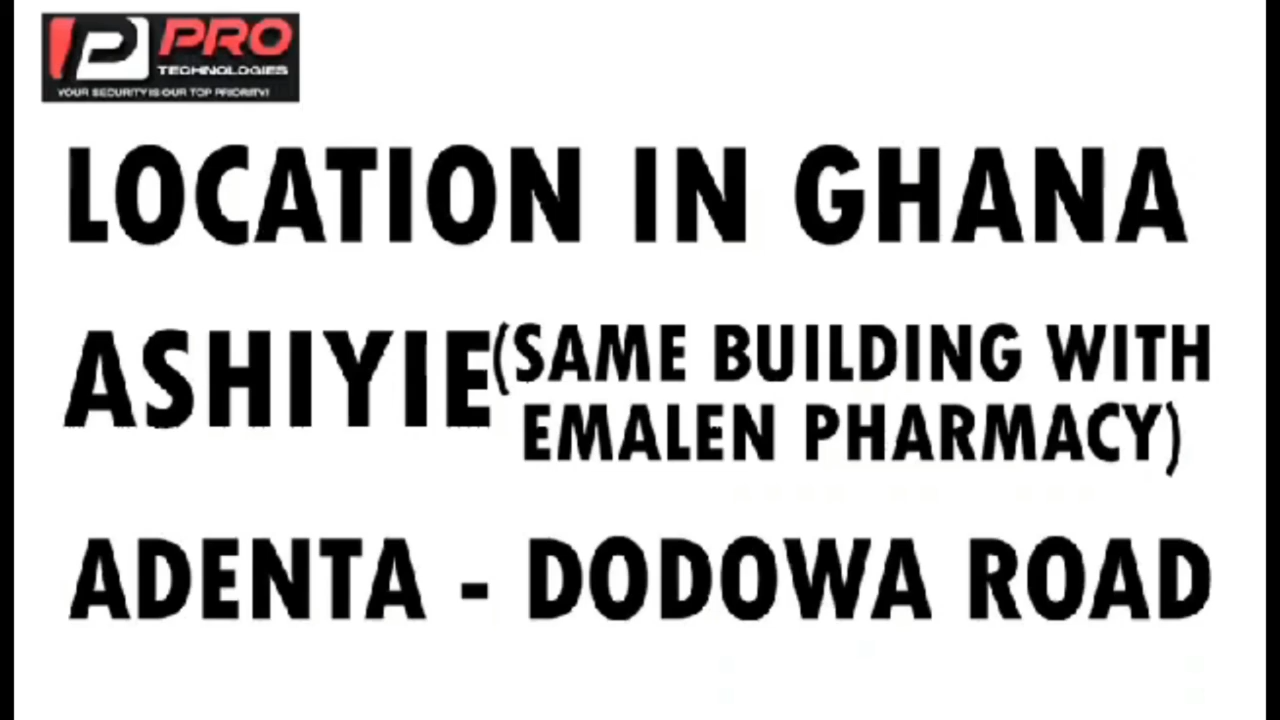 PRO
TECHNOLOGIES
YOUR SECURITY IS OUR TOP PRIORITY!
LOCATION IN GHANA
ASHIYIE (SAME BUILDING WITH
EMALEN PHARMACY)
ADENTA - DODOWA ROAD